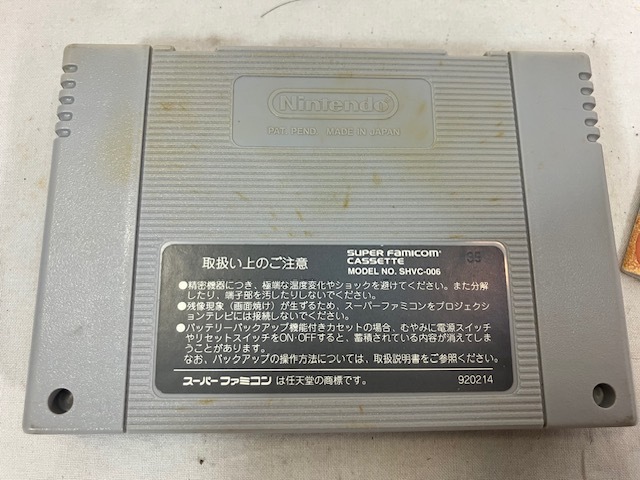 Nintendo
PAT. PEND. MADE IN JAPAN
取扱い上のご注意
SUPER FAMICOM
CASSETTE
MODEL NO. SHVC-006
●精密機器につき、極端な温度変化やショックを避けてください。また分解
したり、端子部を汚したりしないでください。
●残像現象（画面焼け）が生ずるため、スーパーファミコンをプロジェクシ
ョンテレビには接続しないでください。
●バッテリーバックアップ機能付きカセットの場合、むやみに電源スイッチ
やリセットスイッチをON・OFFすると、蓄積されている内容が消えてしま
うことがあります。
なお、バックアップの操作方法については、取扱説明書をご参照ください。
スーパーファミコンは任天堂の商標です。
920214